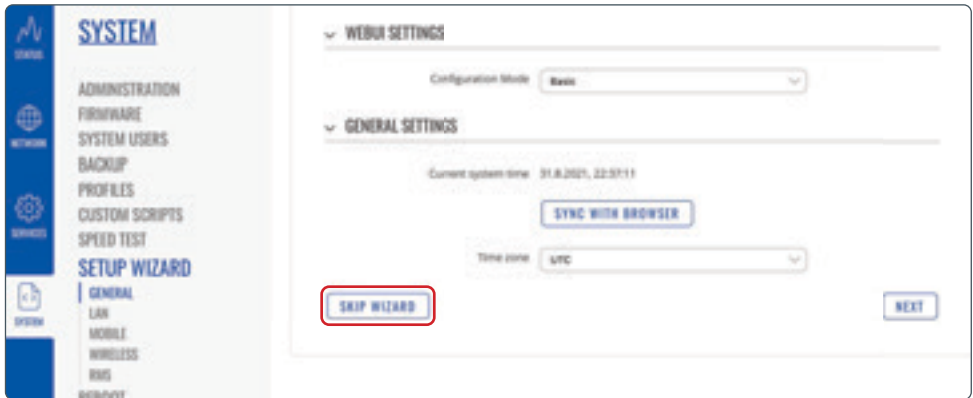 STATUS
NETWORK
SERVICES
SYSTEM
SYSTEM
ADMINISTRATION
FIRMWARE
SYSTEM USERS
BACKUP
PROFILES
CUSTOM SCRIPTS
SPEED TEST
SETUP WIZARD
GENERAL
LAN
MOBILE
WIRELESS
RMS
REBOOT
WEBUI SETTINGS
Configuration Mode Basic
GENERAL SETTINGS
Current system time 31.8.2021, 22:37:11
SYNC WITH BROWSER
Time zone UTC
SKIP WIZARD NEXT